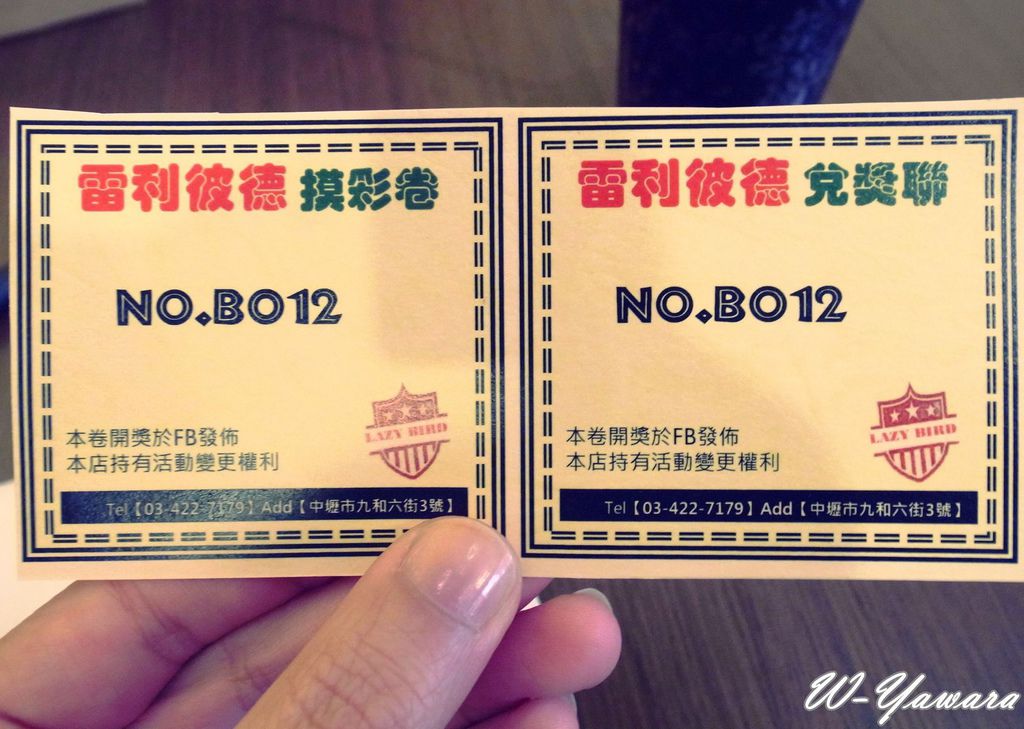 雷利彼德 摸彩卷
NO.B012
本卷開獎於FB發佈
本店持有活動變更權利
LAZY BIRD
Tel【03-422-7179】Add【中壢市九和六街3號】
雷利彼德 兌獎聯
NO.B012
本卷開獎於FB發佈
本店持有活動變更權利
LAZY BIRD
Tel【03-422-7179】Add【中壢市九和六街3號】
W-Yawara